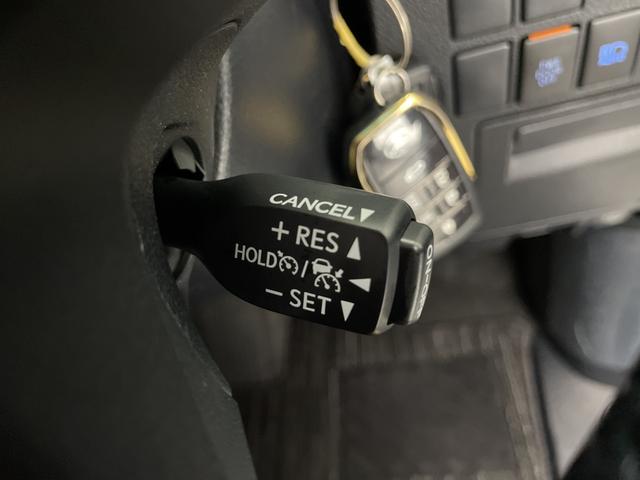 CANCEL▼
+ RES ▲
HOLD / ◀
− SET ▼
ON-OFF